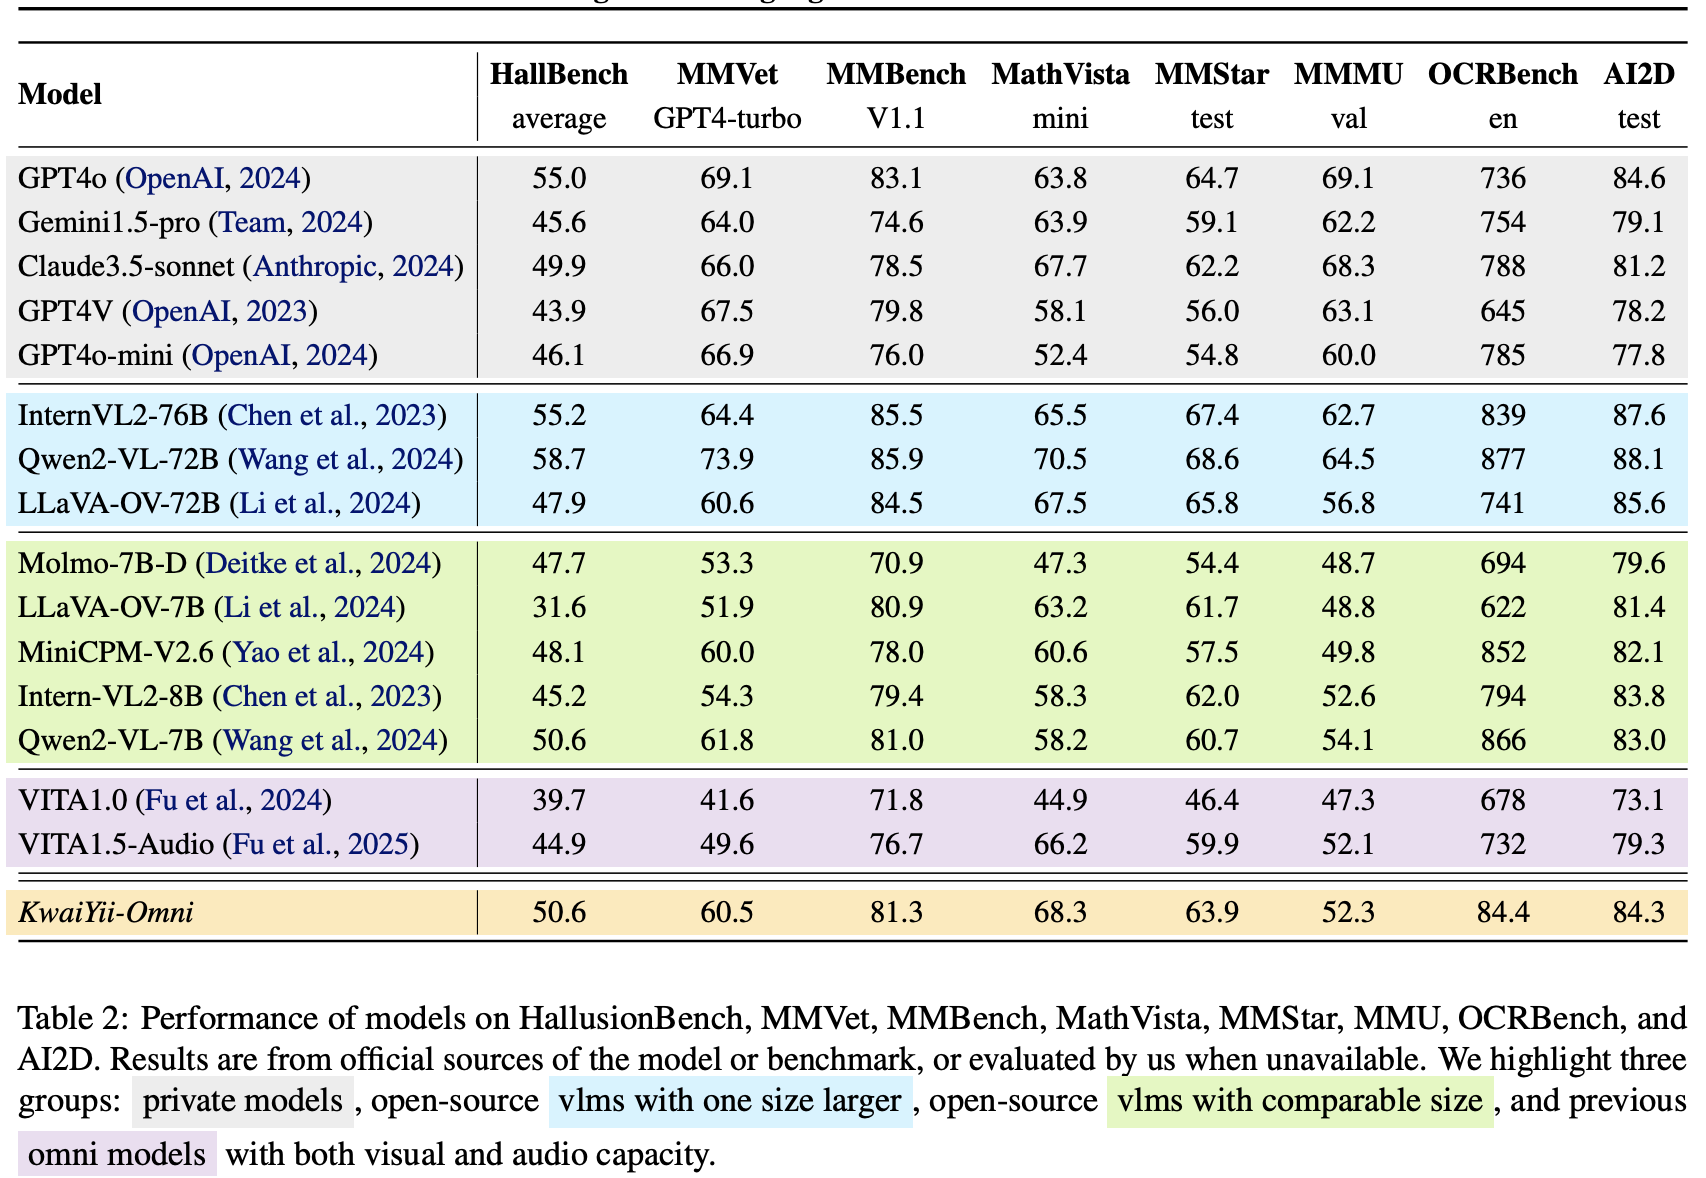 Model HallBench MMVet MMBench MathVista MMStar MMMU OCRBench AI2D
average GPT4-turbo V1.1 mini test val en test
GPT4o (OpenAI, 2024) 55.0 69.1 83.1 63.8 64.7 69.1 736 84.6
Gemini1.5-pro (Team, 2024) 45.6 64.0 74.6 63.9 59.1 62.2 754 79.1
Claude3.5-sonnet (Anthropic, 2024) 49.9 66.0 78.5 67.7 62.2 68.3 788 81.2
GPT4V (OpenAI, 2023) 43.9 67.5 79.8 58.1 56.0 63.1 645 78.2
GPT4o-mini (OpenAI, 2024) 46.1 66.9 76.0 52.4 54.8 60.0 785 77.8
InternVL2-76B (Chen et al., 2023) 55.2 64.4 85.5 65.5 67.4 62.7 839 87.6
Qwen2-VL-72B (Wang et al., 2024) 58.7 73.9 85.9 70.5 68.6 64.5 877 88.1
LLaVA-OV-72B (Li et al., 2024) 47.9 60.6 84.5 67.5 65.8 56.8 741 85.6
Molmo-7B-D (Deitke et al., 2024) 47.7 53.3 70.9 47.3 54.4 48.7 694 79.6
LLaVA-OV-7B (Li et al., 2024) 31.6 51.9 80.9 63.2 61.7 48.8 622 81.4
MiniCPM-V2.6 (Yao et al., 2024) 48.1 60.0 78.0 60.6 57.5 49.8 852 82.1
Intern-VL2-8B (Chen et al., 2023) 45.2 54.3 79.4 58.3 62.0 52.6 794 83.8
Qwen2-VL-7B (Wang et al., 2024) 50.6 61.8 81.0 58.2 60.7 54.1 866 83.0
VITA1.0 (Fu et al., 2024) 39.7 41.6 71.8 44.9 46.4 47.3 678 73.1
VITA1.5-Audio (Fu et al., 2025) 44.9 49.6 76.7 66.2 59.9 52.1 732 79.3
KwaiYii-Omni 50.6 60.5 81.3 68.3 63.9 52.3 84.4 84.3
Table 2: Performance of models on HallusionBench, MMVet, MMBench, MathVista, MMStar, MMU, OCRBench, and
AI2D. Results are from official sources of the model or benchmark, or evaluated by us when unavailable. We highlight three
groups: private models , open-source vlms with one size larger , open-source vlms with comparable size , and previous
omni models with both visual and audio capacity.